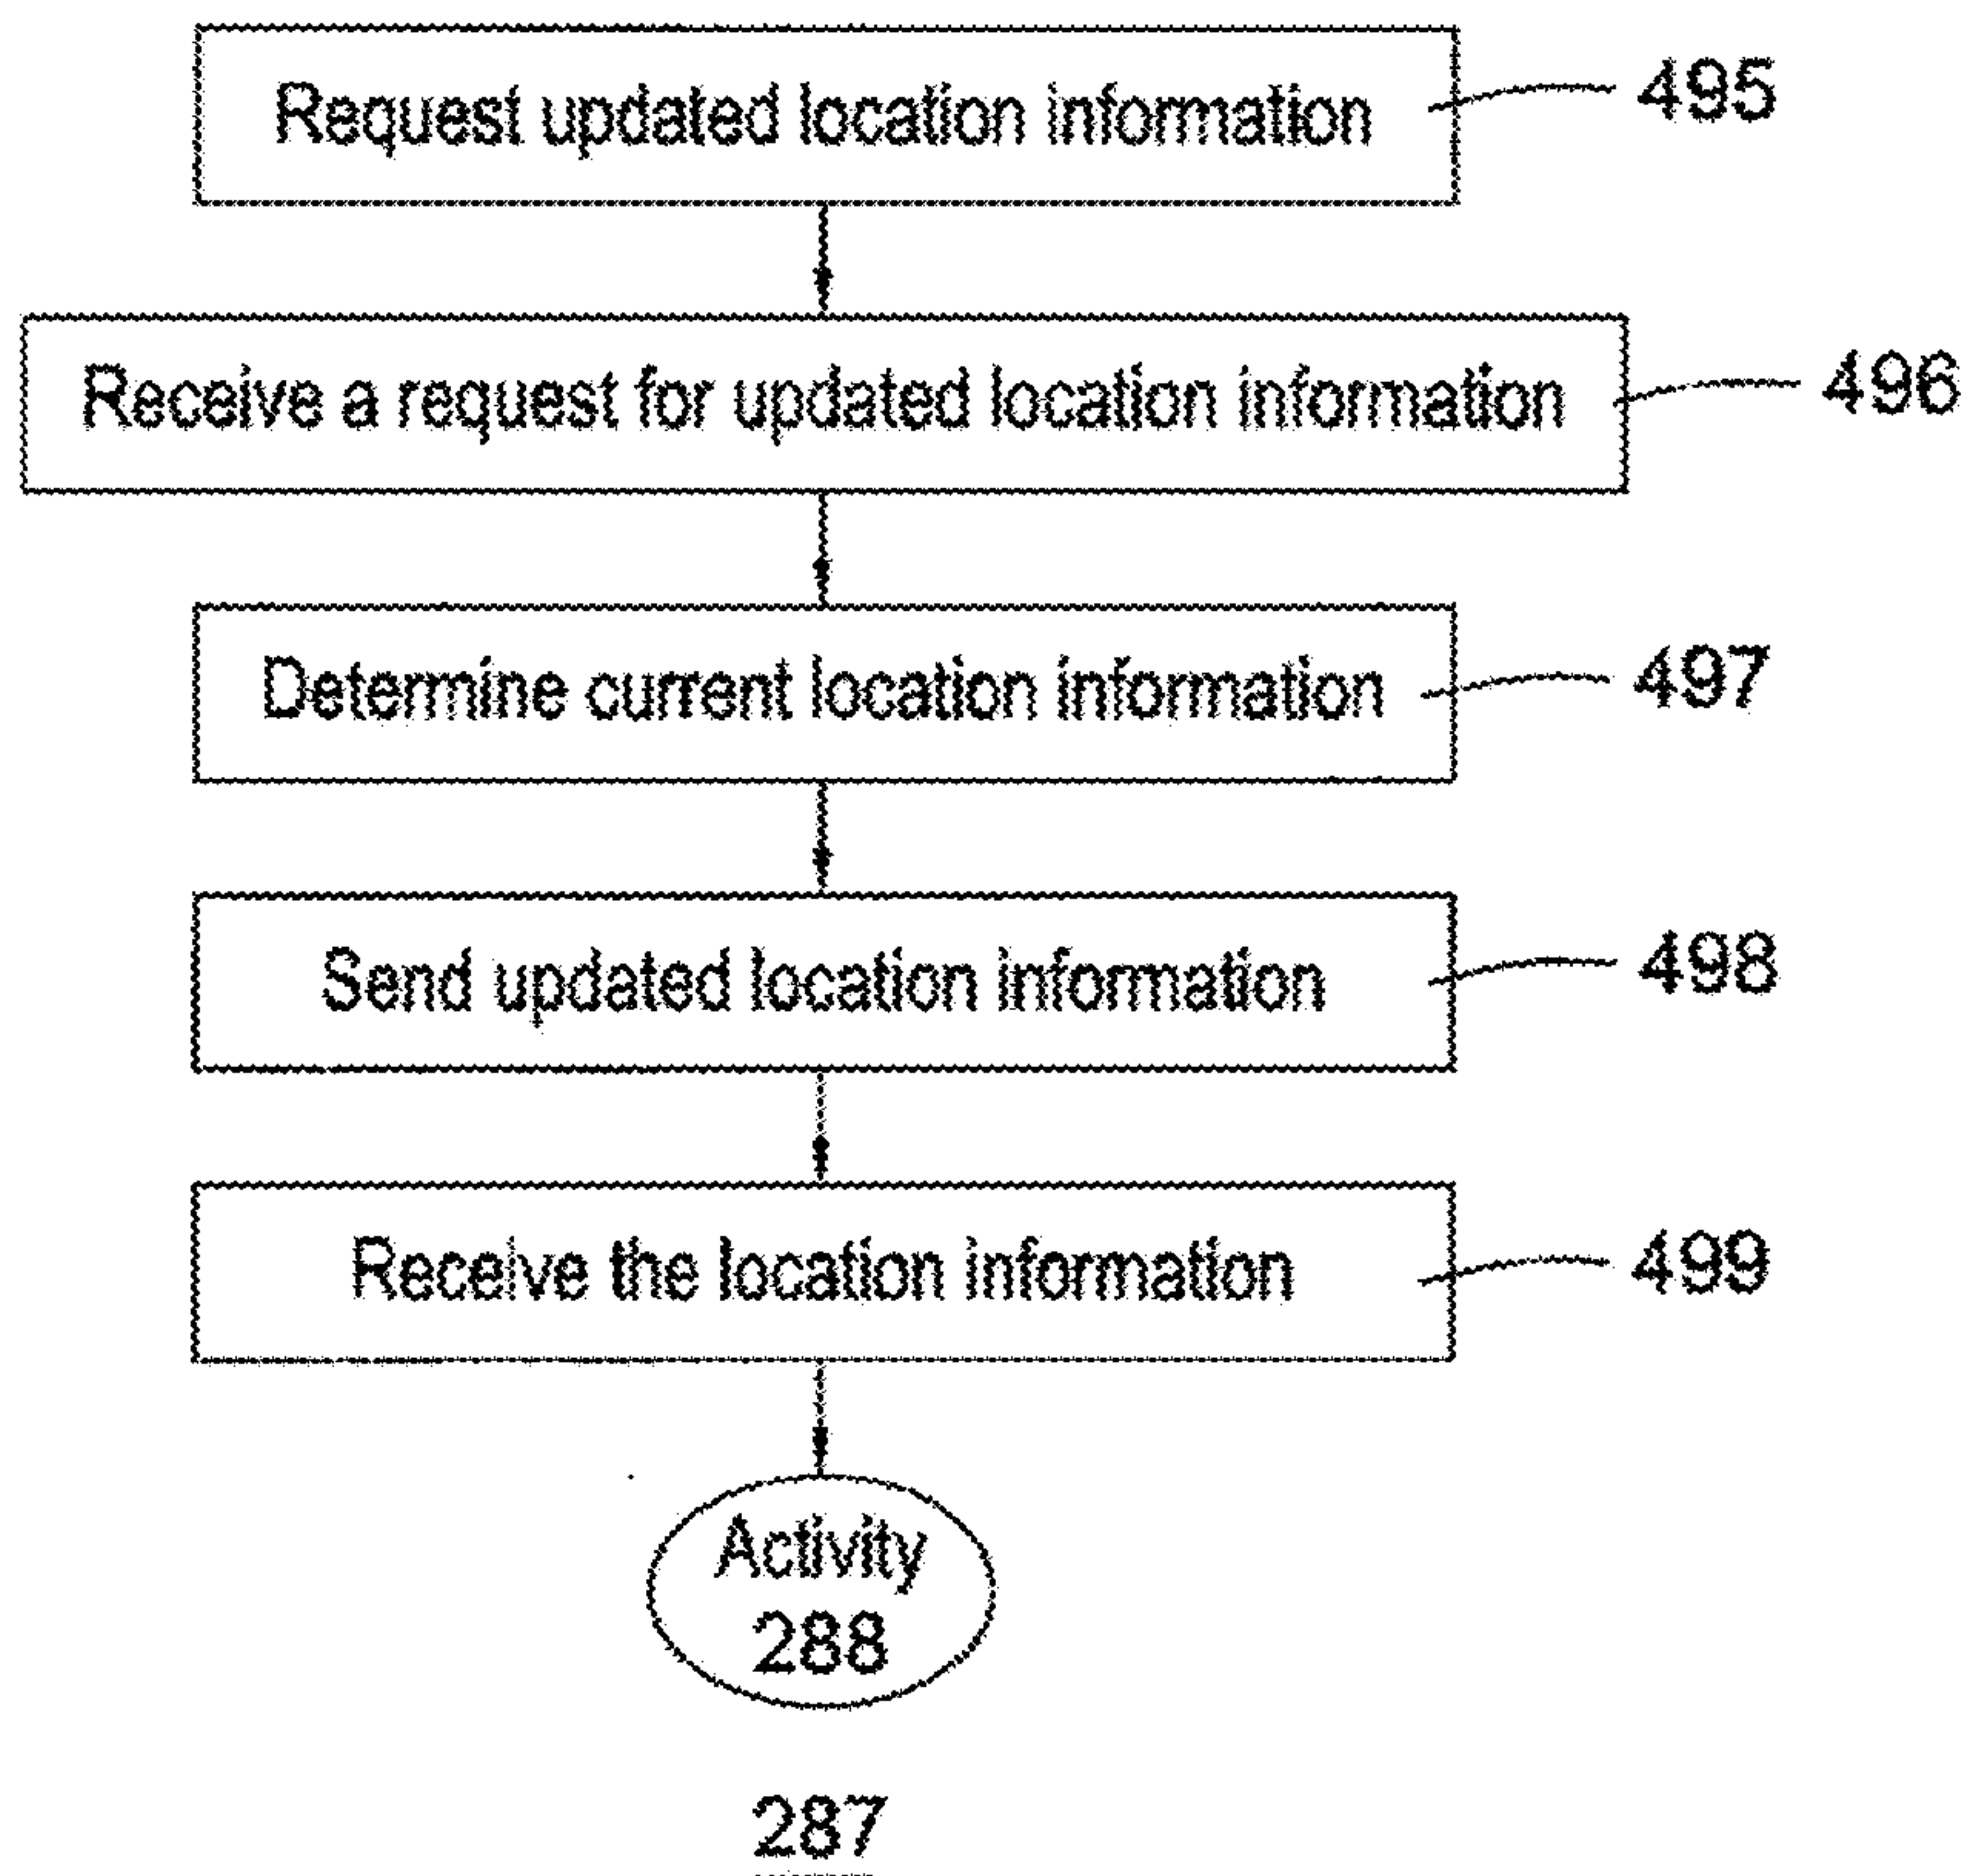 Request updated location information 495
Receive a request for updated location information 496
Determine current location information 497
Send updated location information 498
Receive the location information 499
Activity
288
287